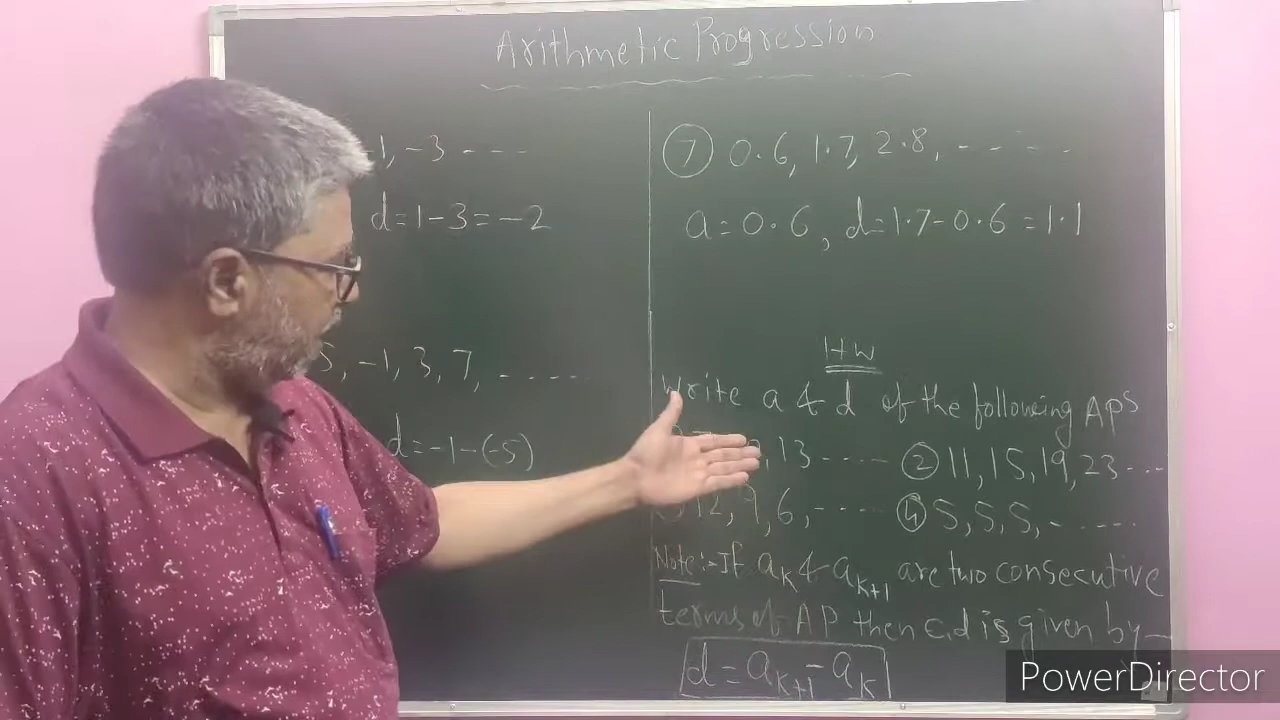 Arithmetic Progression
-1, -3 ----
d=1-3=-2
5, -1, 3, 7, -----
d=-1-(-5)
⑦ 0.6, 1.7, 2.8, -----
a=0.6, d=1.7-0.6=1.1
HW
Write a & d of the following APs
, 13 ---- ② 11, 15, 19, 23 ---
12, 9, 6, ----- ④ 5, 5, 5, -----
Note:- If aₖ & aₖ₊₁ are two consecutive
terms of AP then c.d is given by—
d = aₖ₊₁ - aₖ
PowerDirector